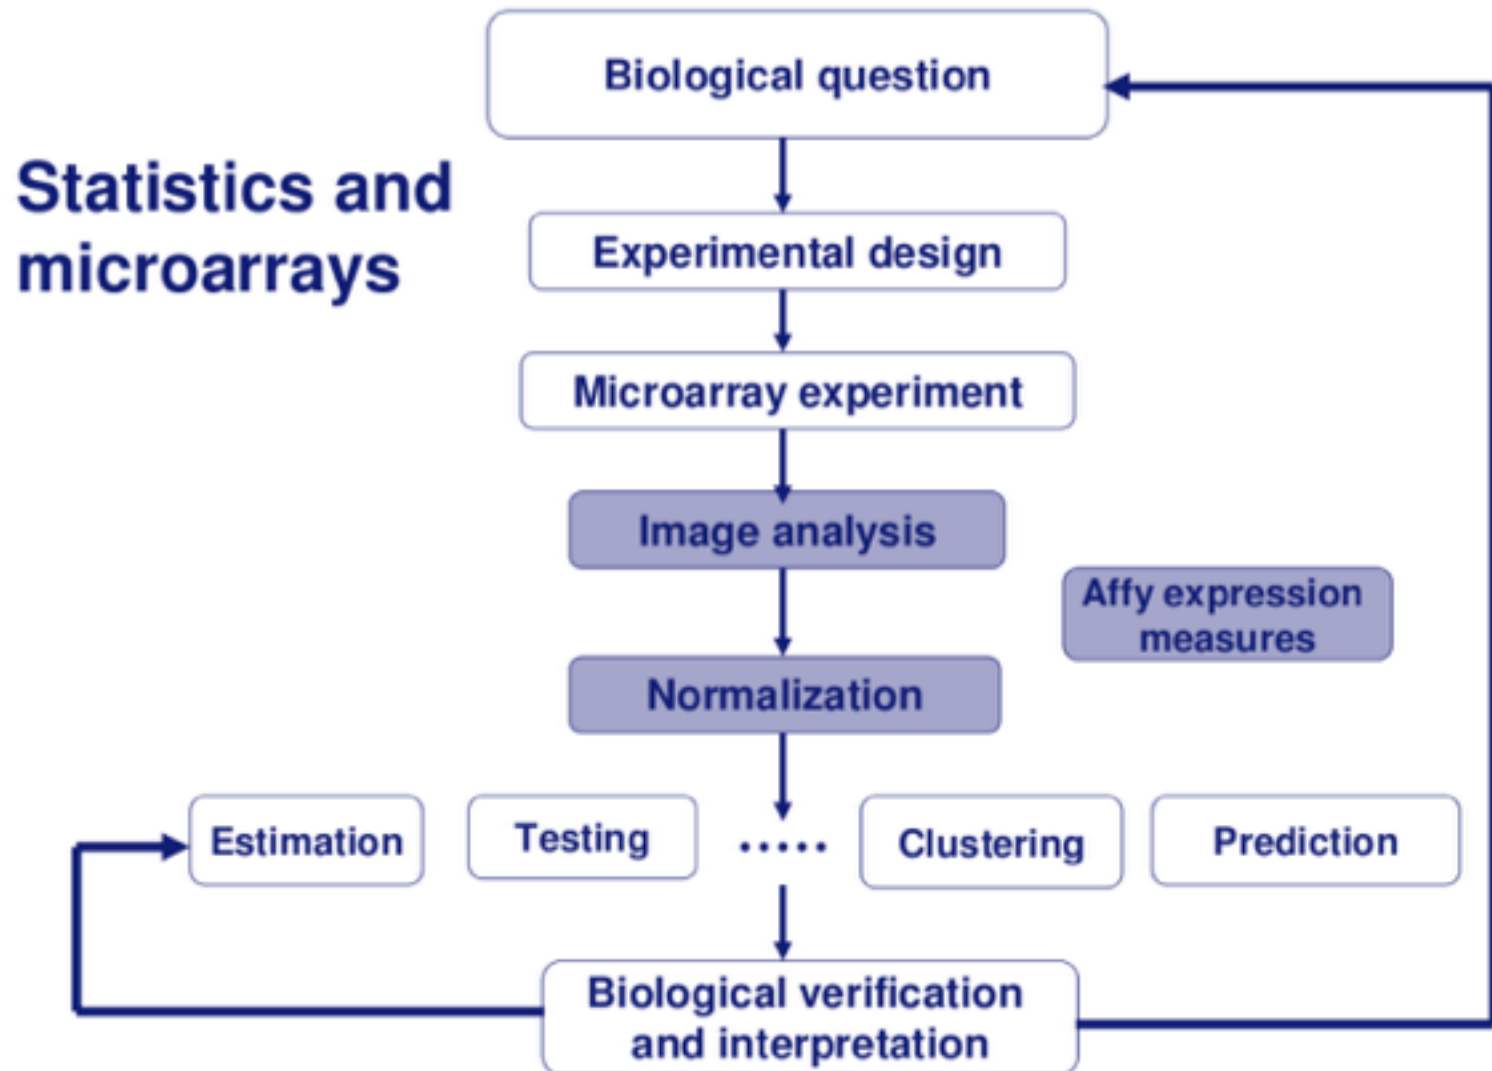 Biological question
Statistics and
microarrays
Experimental design
Microarray experiment
Image analysis
Affy expression
measures
Normalization
Estimation
Testing
.....
Clustering
Prediction
Biological verification
and interpretation